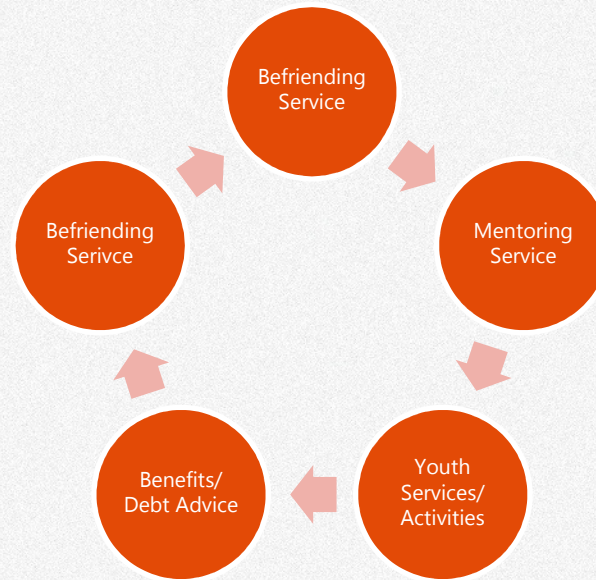 Befriending
Service
Mentoring
Service
Youth
Services/
Activities
Benefits/
Debt Advice
Befriending
Serivce